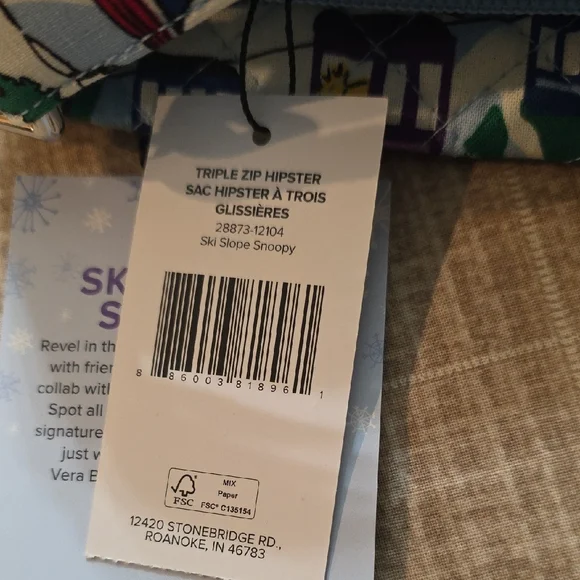 TRIPLE ZIP HIPSTER
SAC HIPSTER À TROIS
GLISSIÈRES
28873-12104
Ski Slope Snoopy
8 86003 81896 1
MIX
Paper
FSC
FSC® C135154
12420 STONEBRIDGE RD.,
ROANOKE, IN 46783
SK
S
Revel in th
with frien
collab with
Spot all
signature
just w
Vera B